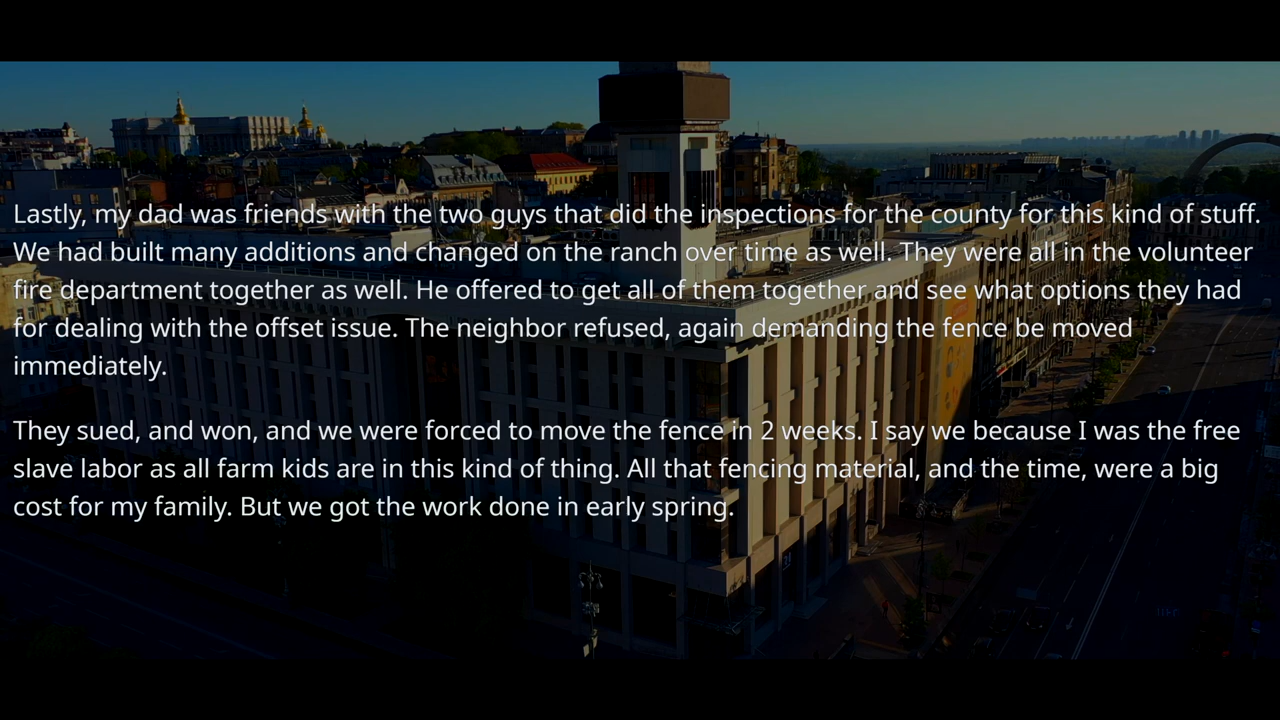 Lastly, my dad was friends with the two guys that did the inspections for the county for this kind of stuff.
We had built many additions and changed on the ranch over time as well. They were all in the volunteer
fire department together as well. He offered to get all of them together and see what options they had
for dealing with the offset issue. The neighbor refused, again demanding the fence be moved
immediately.
They sued, and won, and we were forced to move the fence in 2 weeks. I say we because I was the free
slave labor as all farm kids are in this kind of thing. All that fencing material, and the time, were a big
cost for my family. But we got the work done in early spring.